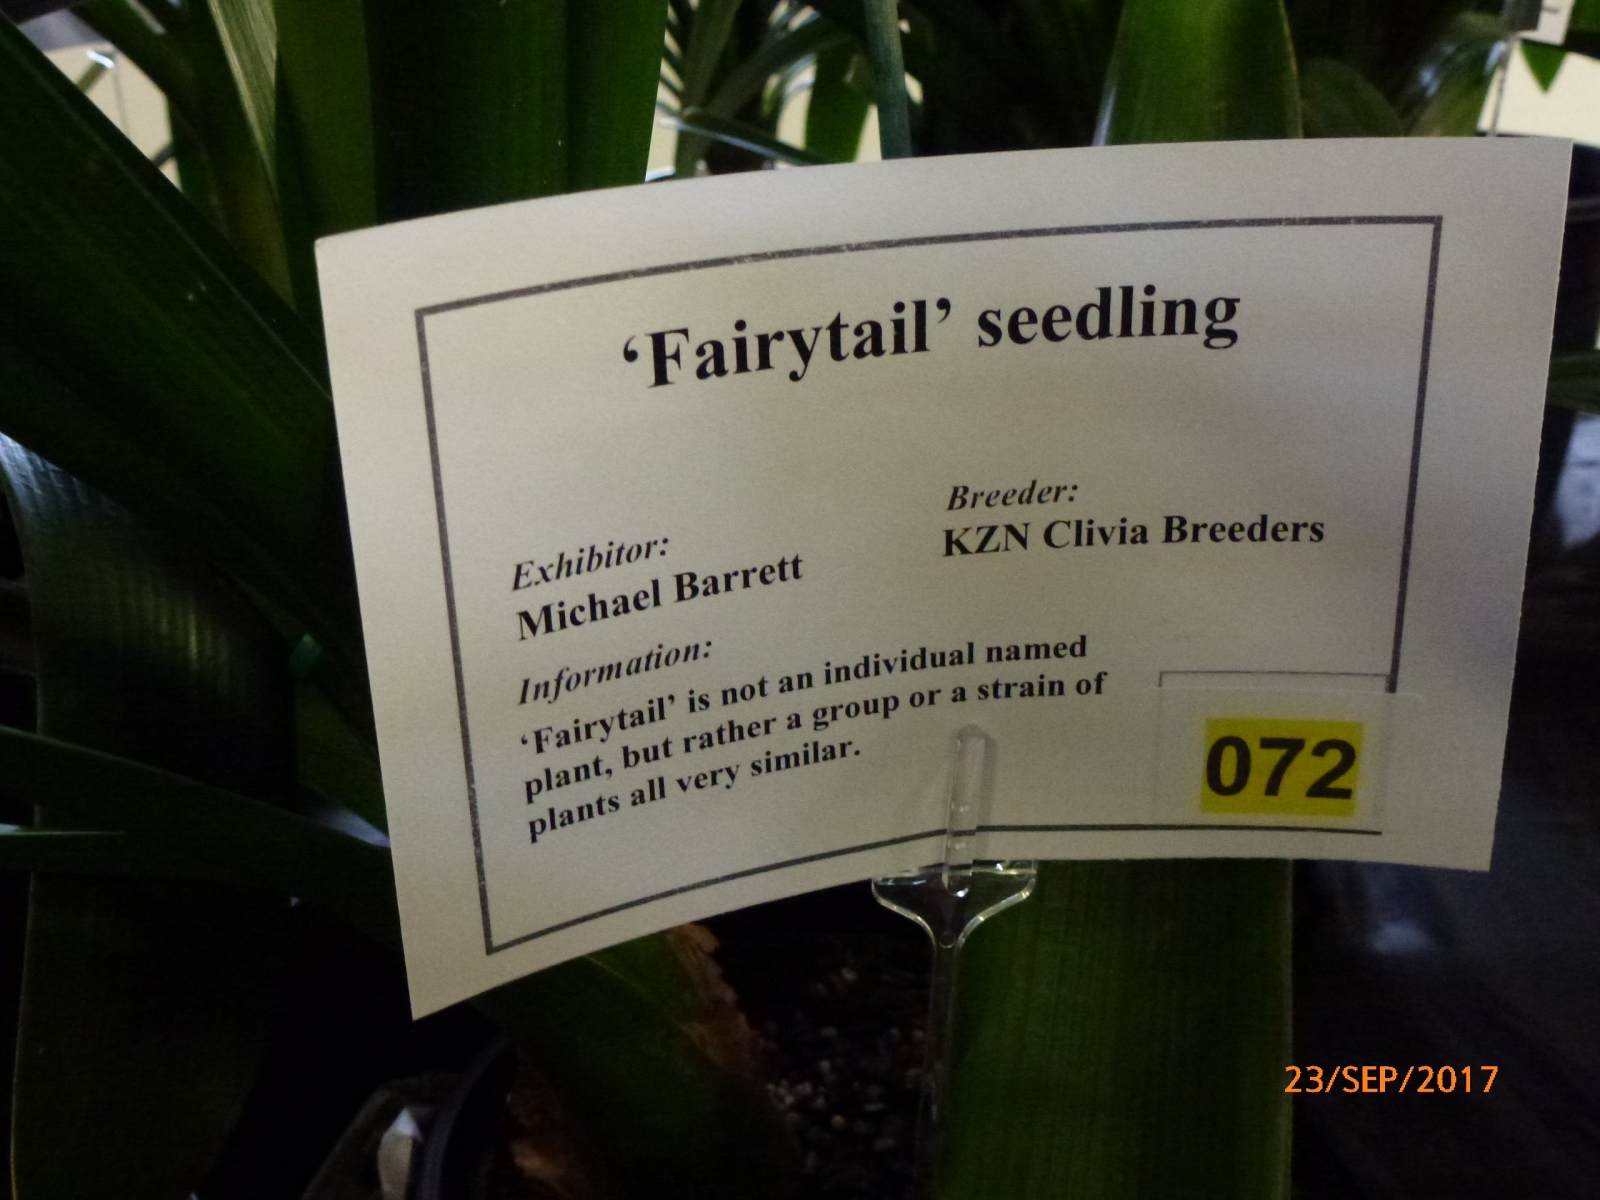 ‘Fairytail’ seedling
Exhibitor:
Michael Barrett
Breeder:
KZN Clivia Breeders
Information:
‘Fairytail’ is not an individual named
plant, but rather a group or a strain of
plants all very similar.
072
23/SEP/2017